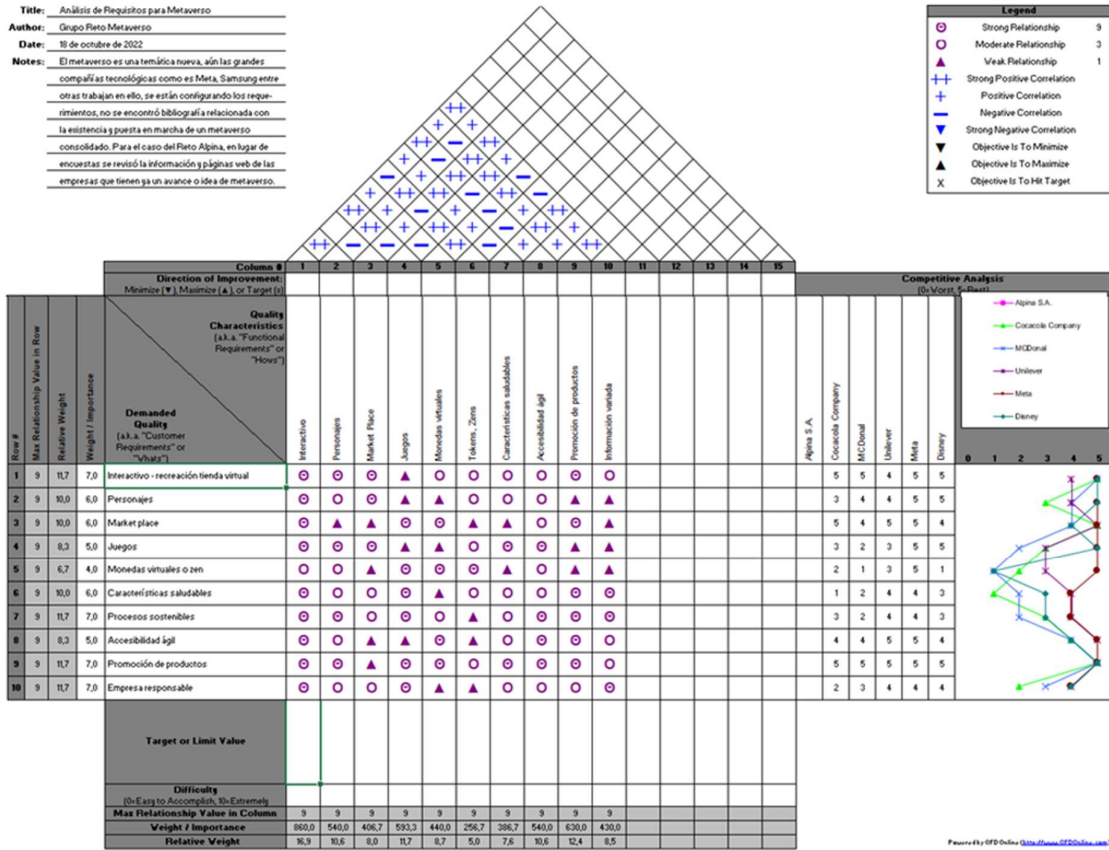 Title: Análisis de Requisitos para Metaverso
Author: Grupo Reto Metaverso
Date: 18 de octubre de 2022
Notes: El metaverso es una temática nueva, aún las grandes
compañías tecnológicas como es Meta, Samsung entre
otras trabajan en ello, se están configurando los reque-
rimientos, no se encontró bibliografía relacionada con
la existencia y puesta en marcha de un metaverso
consolidado. Para el caso del Reto Alpina, en lugar de
encuestas se revisó la información y páginas web de las
empresas que tienen ya un avance o idea de metaverso.
Legend
Strong Relationship 9
Moderate Relationship 3
Weak Relationship 1
Strong Positive Correlation
Positive Correlation
Negative Correlation
Strong Negative Correlation
Objective Is To Minimize
Objective Is To Maximize
X Objective Is To Hit Target
Column # 1 2 3 4 5 6 7 8 9 10 11 12 13 14 15
Direction of Improvement:
Minimize (▼), Maximize (▲), or Target (x)
Competitive Analysis
(0=Worst, 5=Best)
Row #
Max Relationship Value in Row
Relative Weight
Weight / Importance
Quality
Characteristics
(a.k.a. "Functional
Requirements" or
"Hows")
Demanded
Quality
(a.k.a. "Customer
Requirements" or
"Whats")
Interactivo
Personajes
Market Place
Juegos
Monedas virtuales
Tokens, Zens
Características saludables
Accesibilidad ágil
Promoción de productos
Información variada
Alpina S.A.
Cocacola Company
MCDonal
Unilever
Meta
Disney
Alpina S.A.
Cocacola Company
MCDonal
Unilever
Meta
Disney
0 1 2 3 4 5
1 9 11,7 7,0 Interactivo - recreación tienda virtual 5 5 4 5 5
2 9 10,0 6,0 Personajes 3 4 4 5 5
3 9 10,0 6,0 Market place 5 4 5 5 4
4 9 8,3 5,0 Juegos 3 2 3 5 5
5 9 6,7 4,0 Monedas virtuales o zen 2 1 3 5 1
6 9 10,0 6,0 Características saludables 1 2 4 4 3
7 9 11,7 7,0 Procesos sostenibles 3 2 4 4 3
8 9 8,3 5,0 Accesibilidad ágil 4 4 5 5 4
9 9 11,7 7,0 Promoción de productos 5 5 5 5 5
10 9 11,7 7,0 Empresa responsable 2 3 4 4 4
Target or Limit Value
Difficulty
(0=Easy to Accomplish, 10=Extremely
Max Relationship Value in Column 9 9 9 9 9 9 9 9 9 9
Weight / Importance 860,0 540,0 406,7 593,3 440,0 256,7 386,7 540,0 630,0 430,0
Relative Weight 16,9 10,6 8,0 11,7 8,7 5,0 7,6 10,6 12,4 8,5
Powered by QFD Online (http://www.QFDOnline.com)